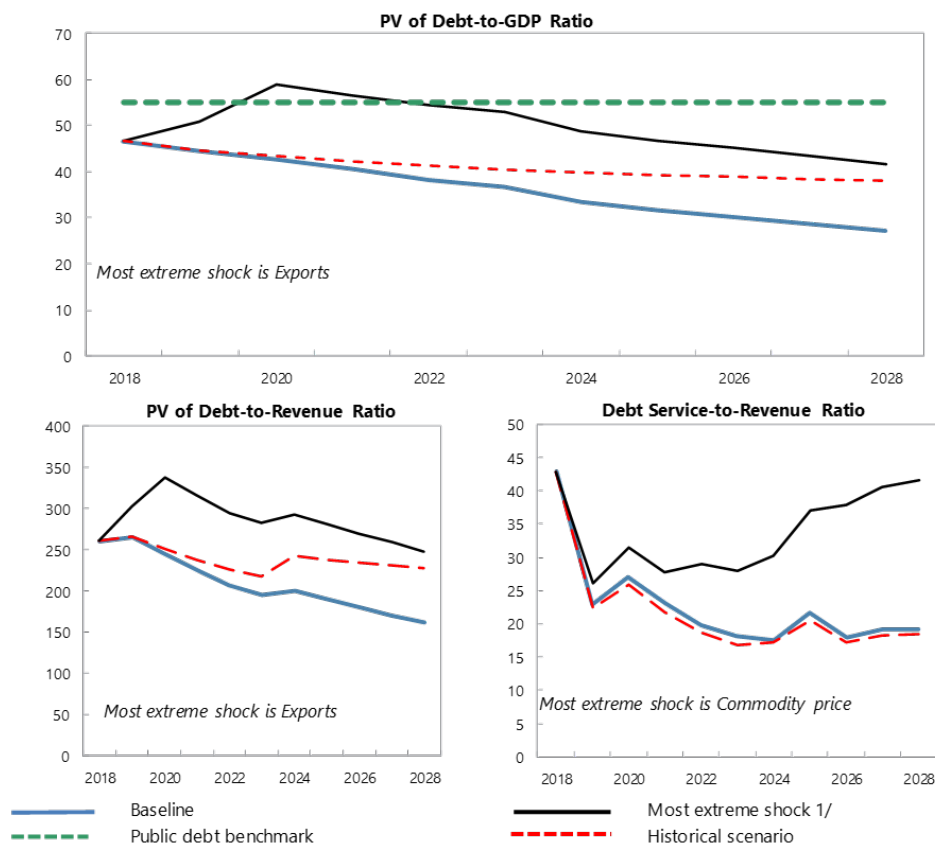 PV of Debt-to-GDP Ratio
70
60
50
40
30
20
10
0
Most extreme shock is Exports
2018 2020 2022 2024 2026 2028
PV of Debt-to-Revenue Ratio
400
350
300
250
200
150
100
50
0
Most extreme shock is Exports
2018 2020 2022 2024 2026 2028
Debt Service-to-Revenue Ratio
50
45
40
35
30
25
20
15
10
5
0
Most extreme shock is Commodity price
2018 2020 2022 2024 2026 2028
Baseline
Public debt benchmark
Most extreme shock 1/
Historical scenario